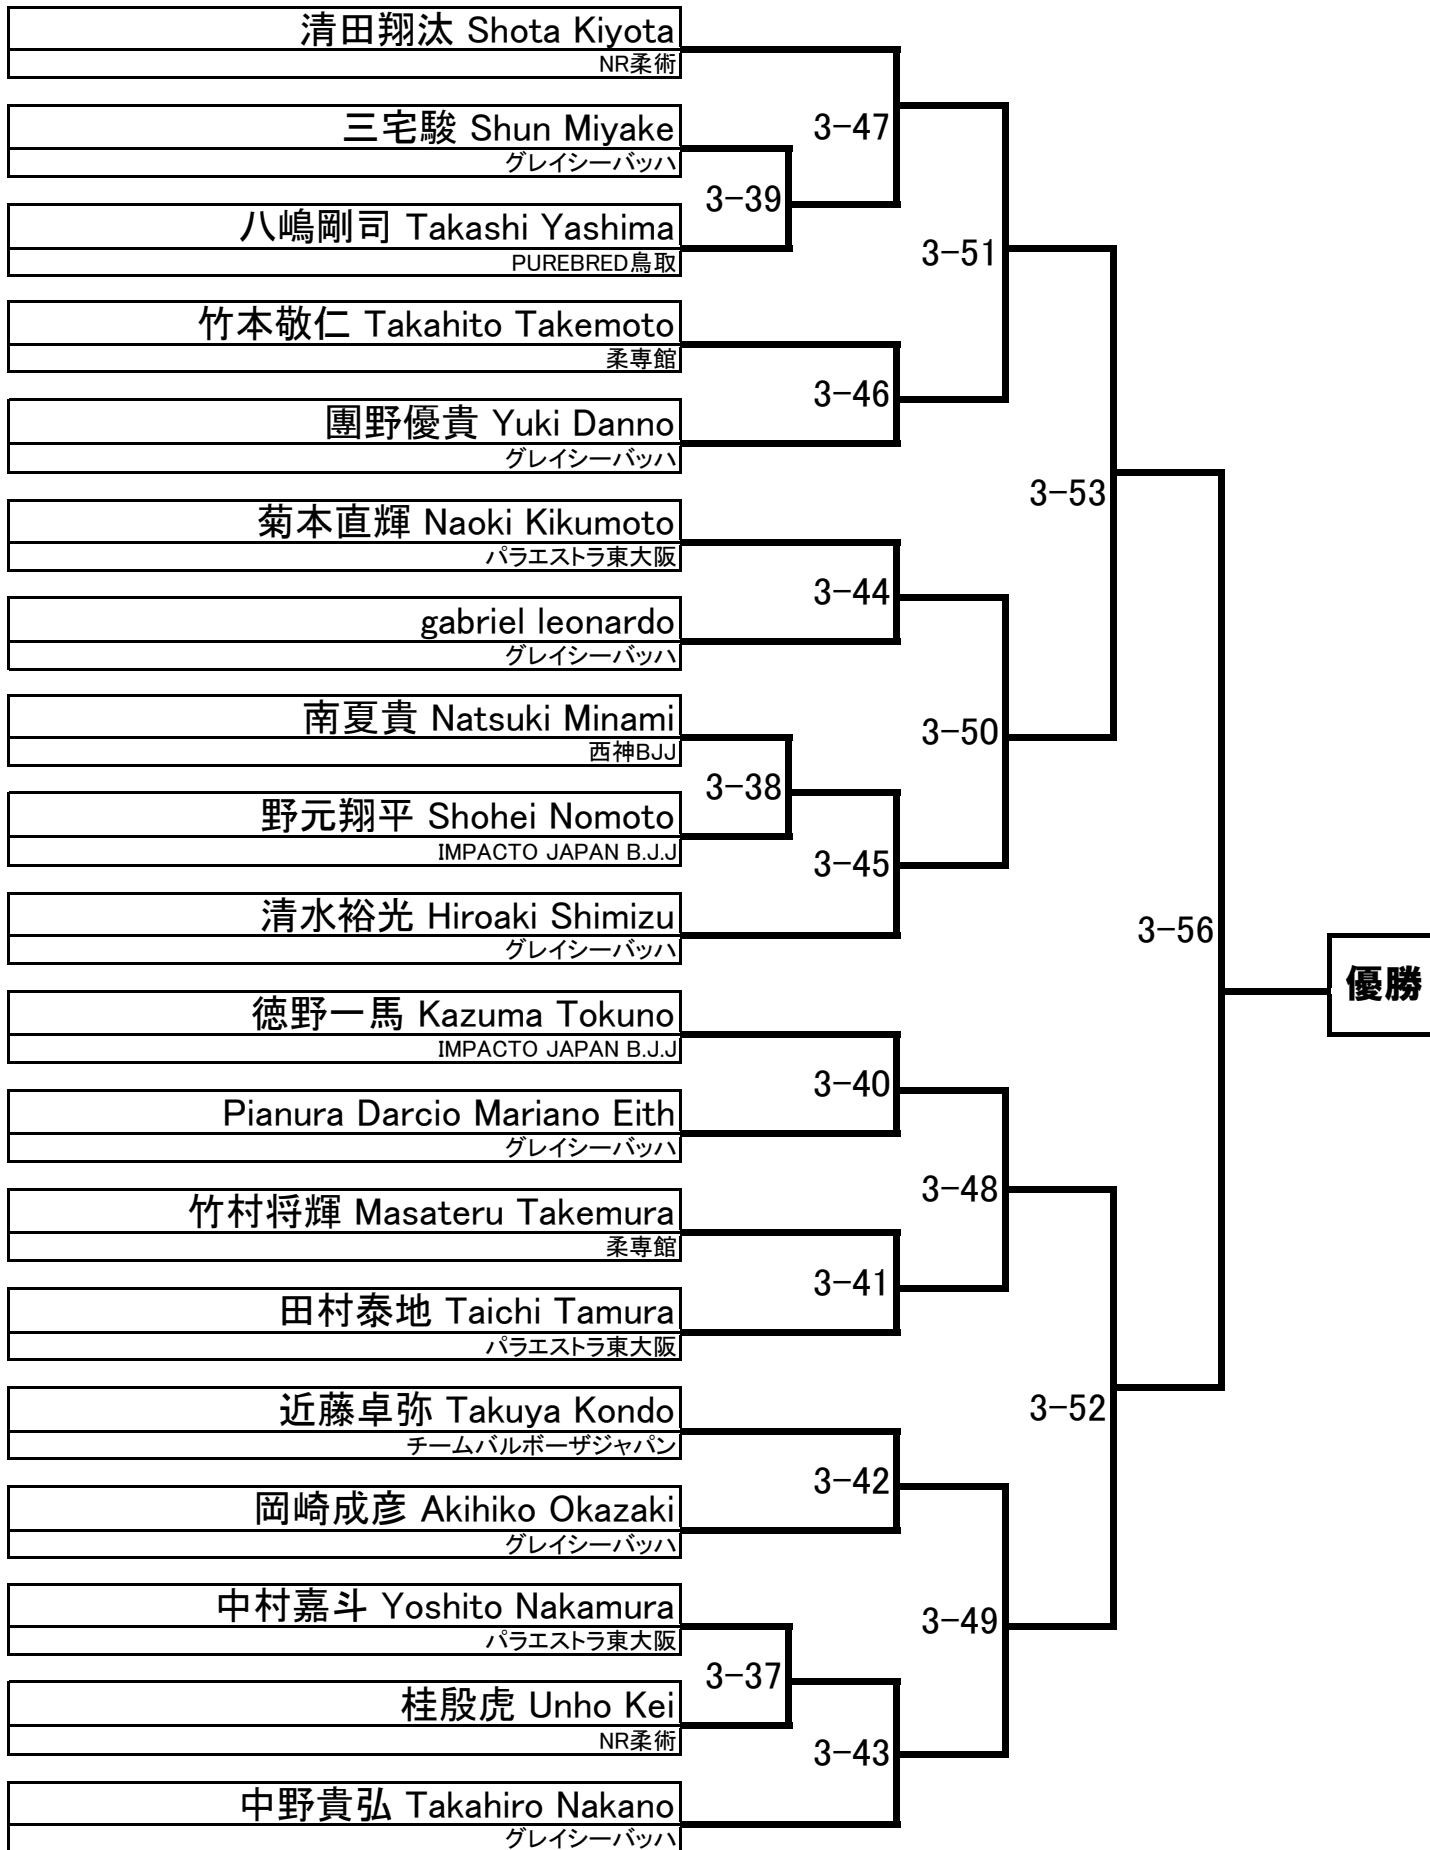 清田翔汰 Shota Kiyota
NR柔術
三宅駿 Shun Miyake
3-47
グレイシーバッハ
3-39
八嶋剛司 Takashi Yashima
PUREBRED鳥取
3-51
竹本敬仁 Takahito Takemoto
柔専館
3-46
團野優貴 Yuki Danno
グレイシーバッハ
3-53
菊本直輝 Naoki Kikumoto
パラエストラ東大阪
3-44
gabriel leonardo
グレイシーバッハ
南夏貴 Natsuki Minami
3-50
西神BJJ
3-38
野元翔平 Shohei Nomoto
IMPACTO JAPAN B.J.J
3-45
清水裕光 Hiroaki Shimizu
3-56
グレイシーバッハ
優勝
徳野一馬 Kazuma Tokuno
IMPACTO JAPAN B.J.J
3-40
Pianura Darcio Mariano Eith
グレイシーバッハ
3-48
竹村将輝 Masateru Takemura
柔専館
3-41
田村泰地 Taichi Tamura
パラエストラ東大阪
近藤卓弥 Takuya Kondo
3-52
チームバルボーザジャパン
3-42
岡崎成彦 Akihiko Okazaki
グレイシーバッハ
中村嘉斗 Yoshito Nakamura
3-49
パラエストラ東大阪
3-37
桂殷虎 Unho Kei
NR柔術
3-43
中野貴弘 Takahiro Nakano
グレイシーバッハ